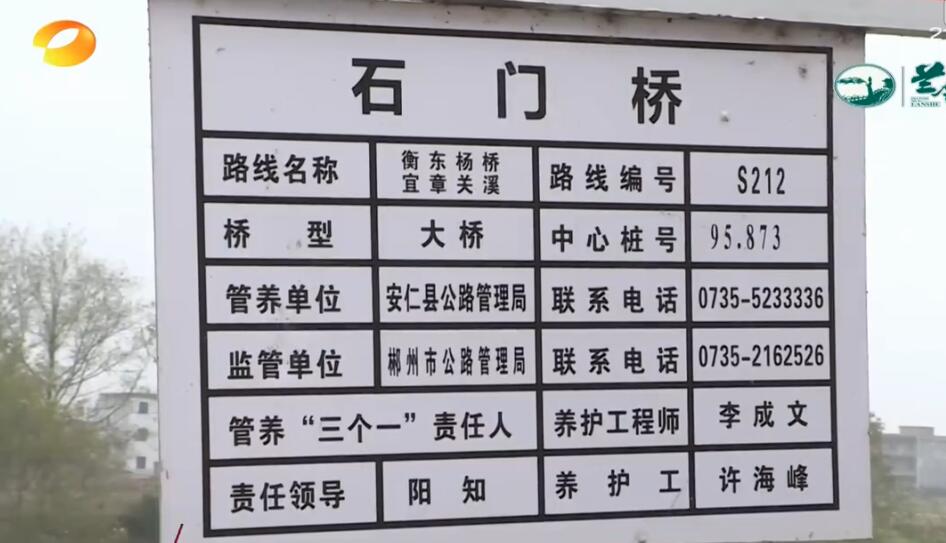 石门桥
路线名称 衡东杨桥 宜章关溪 路线编号 S212
桥型 大桥 中心桩号 95.873
管养单位 安仁县公路管理局 联系电话 0735-5233336
监管单位 郴州市公路管理局 联系电话 0735-2162526
管养“三个一”责任人 养护工程师 李成文
责任领导 阳知 养护工 许海峰